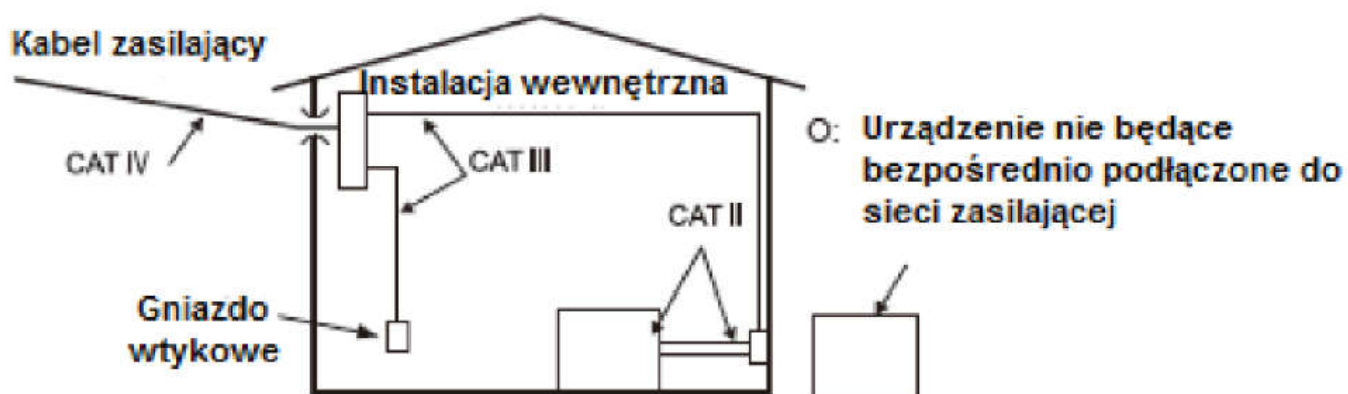 Kabel zasilający
Instalacja wewnętrzna
CAT IV
CAT III
O: Urządzenie nie będące
bezpośrednio podłączone do
sieci zasilającej
CAT II
Gniazdo
wtykowe